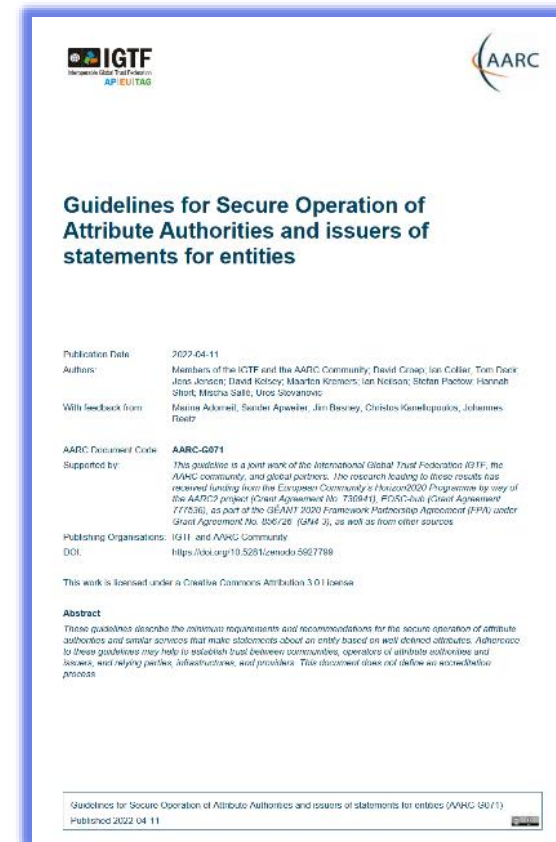 IGTF
Interoperable Global Trust Federation
AP|EU|TAG
AARC
Guidelines for Secure Operation of
Attribute Authorities and issuers of
statements for entities
Publication Date 2022-04-11
Authors: Members of the IGTF and the AARC Community; David Groep; Ian Collier; Tom Dack;
Jens Jensen; David Kelsey; Maarten Kremers; Ian Neilson; Stefan Paetow; Hannah
Short; Mischa Sallé; Uros Stevanovic
With feedback from Marina Adomeit, Sander Apweiler, Jim Basney, Christos Kanellopoulos, Johannes
Reetz
AARC Document Code AARC-G071
Supported by: This guideline is a joint work of the International Global Trust Federation IGTF, the
AARC community, and global partners. The research leading to these results has
received funding from the European Community's Horizon2020 Programme by way of
the AARC2 project (Grant Agreement No. 730941), EOSC-hub (Grant Agreement
777536), as part of the GÉANT 2020 Framework Partnership Agreement (FPA) under
Grant Agreement No. 856726 (GN4-3), as well as from other sources
Publishing Organisations: IGTF and AARC Community
DOI: https://doi.org/10.5281/zenodo.5927799
This work is licensed under a Creative Commons Attribution 3.0 License
Abstract
These guidelines describe the minimum requirements and recommendations for the secure operation of attribute
authorities and similar services that make statements about an entity based on well defined attributes. Adherence
to these guidelines may help to establish trust between communities, operators of attribute authorities and
issuers, and relying parties, infrastructures, and providers. This document does not define an accreditation
process.
Guidelines for Secure Operation of Attribute Authorities and issuers of statements for entities (AARC-G071)
Published 2022-04-11